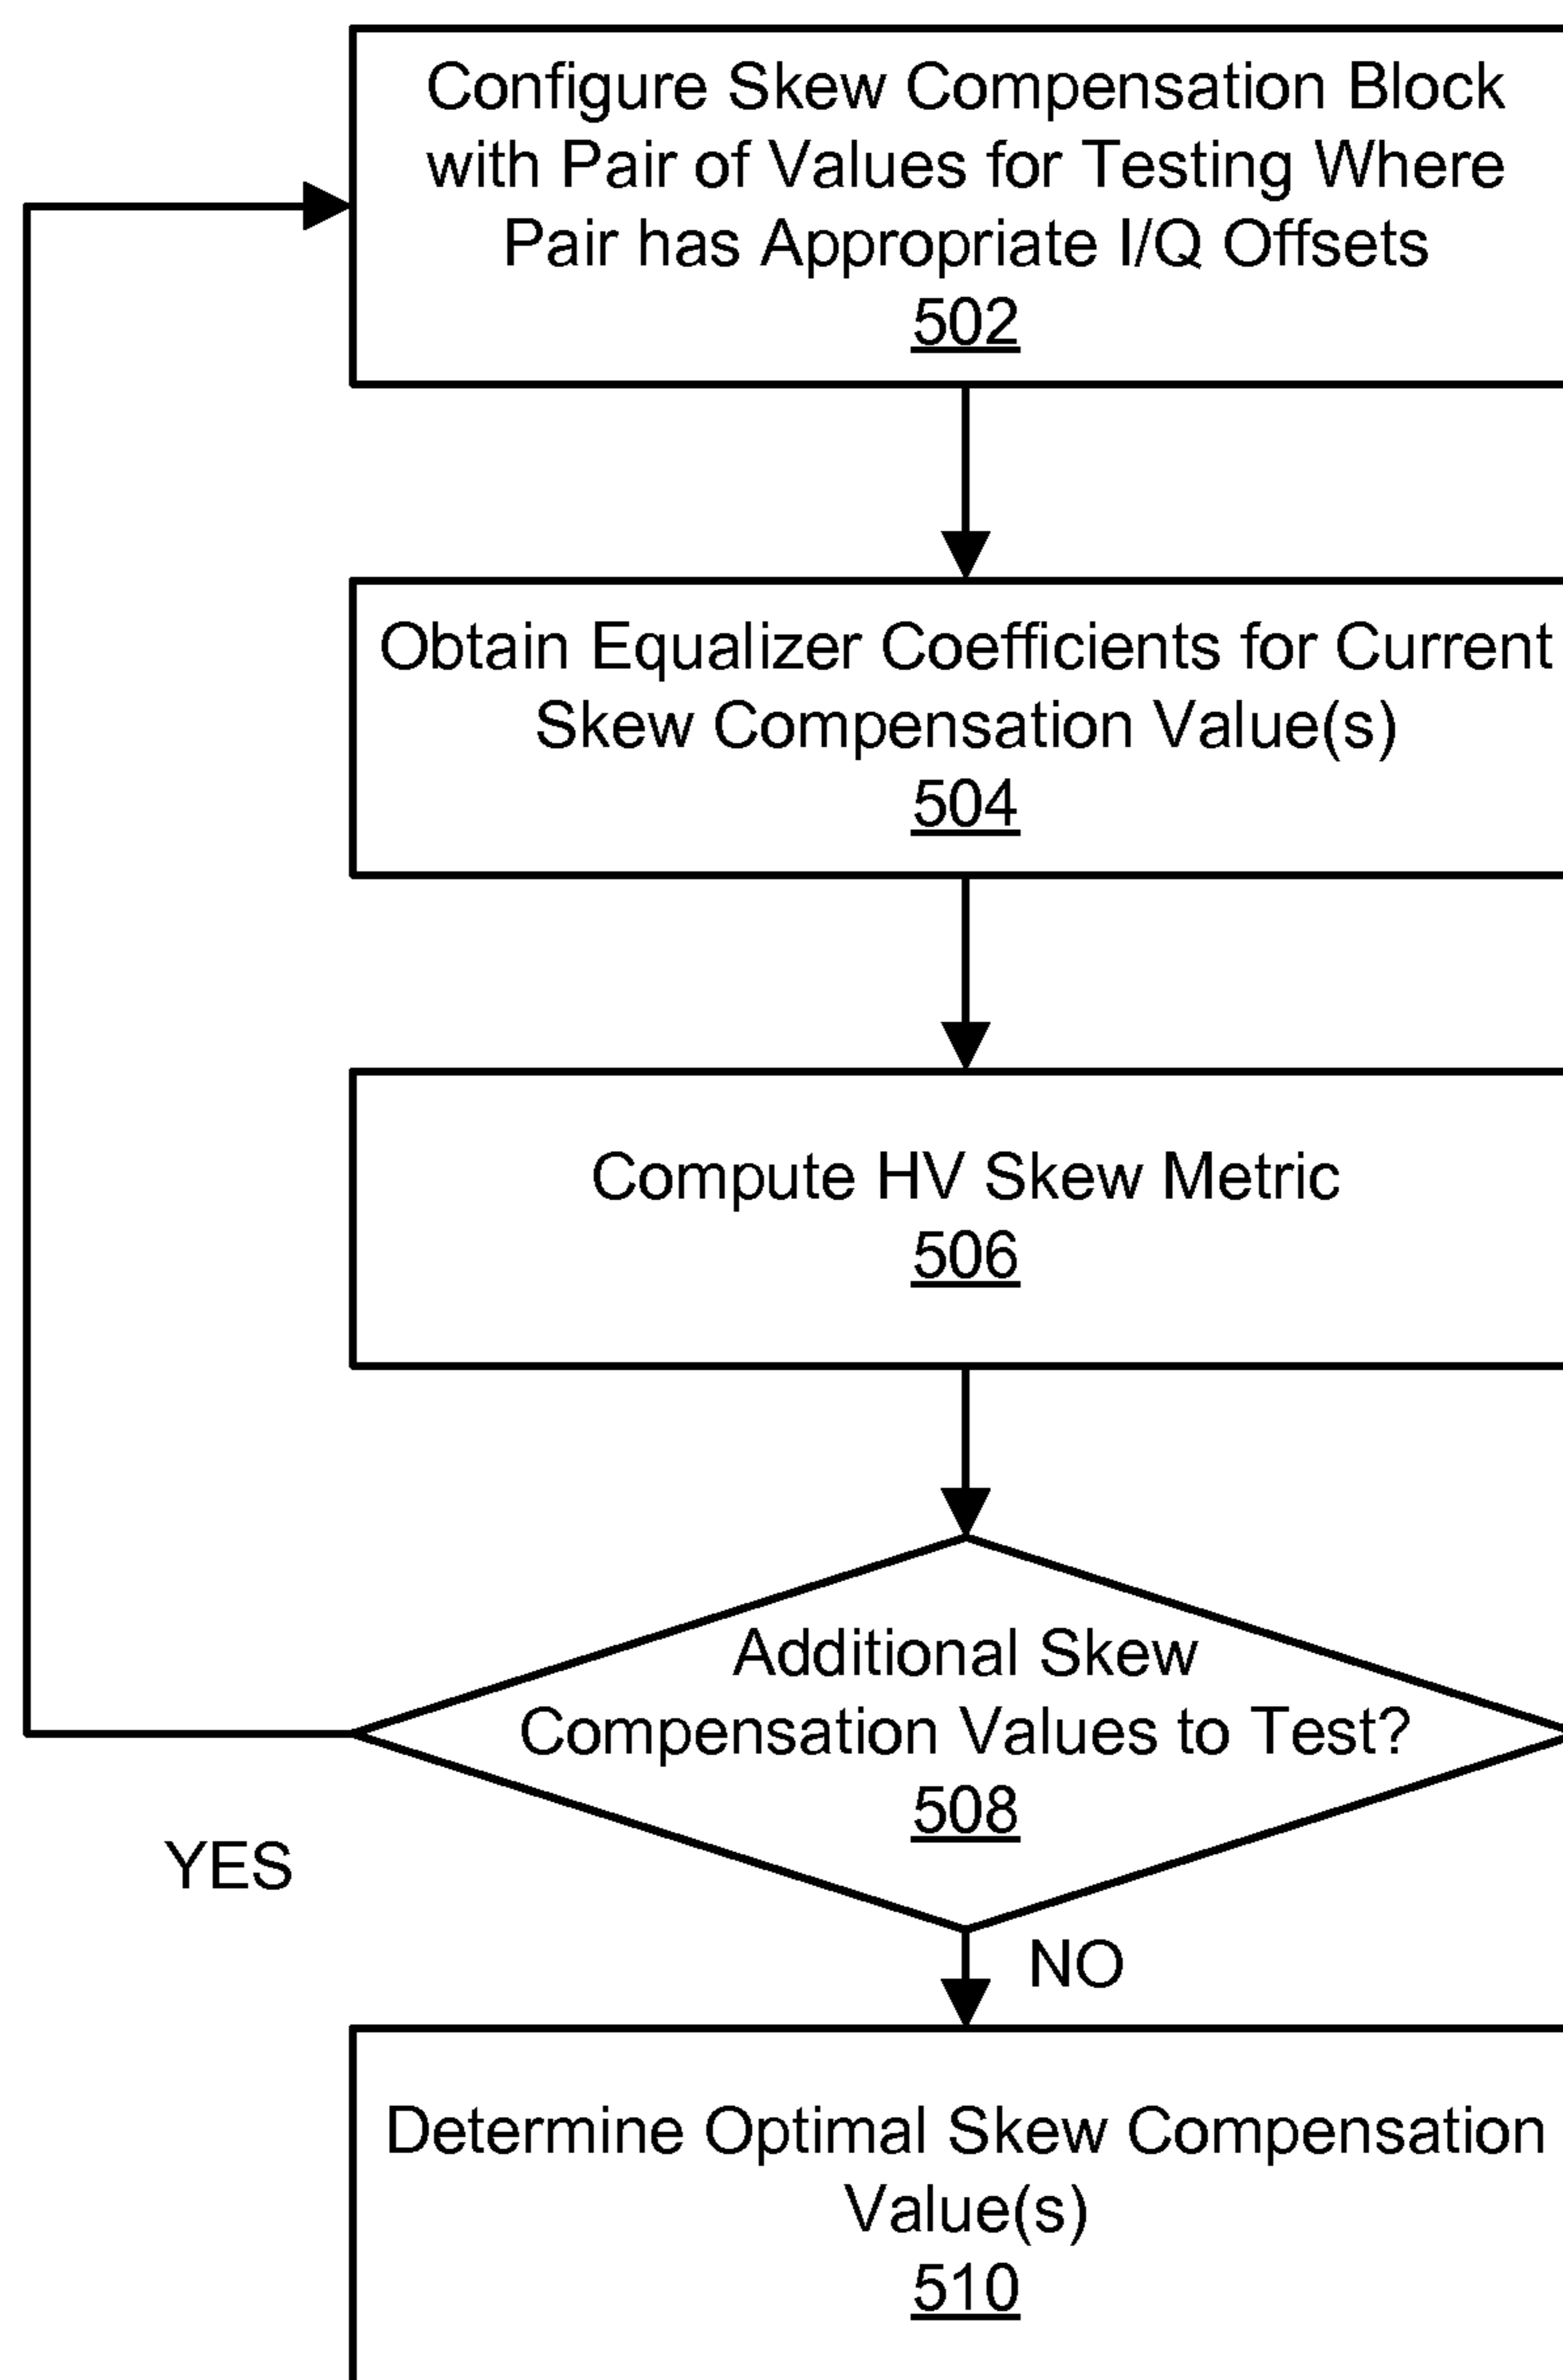 Configure Skew Compensation Block
with Pair of Values for Testing Where
Pair has Appropriate I/Q Offsets
502
Obtain Equalizer Coefficients for Current
Skew Compensation Value(s)
504
Compute HV Skew Metric
506
Additional Skew
Compensation Values to Test?
508
YES
NO
Determine Optimal Skew Compensation
Value(s)
510